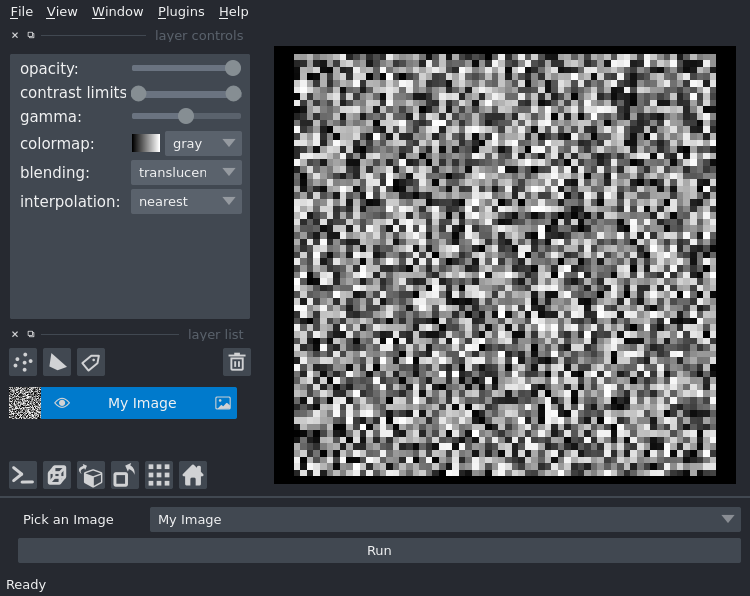 File View Window Plugins Help
layer controls
opacity:
contrast limits
gamma:
colormap: gray
blending: translucen
interpolation: nearest
layer list
My Image
Pick an Image My Image
Run
Ready